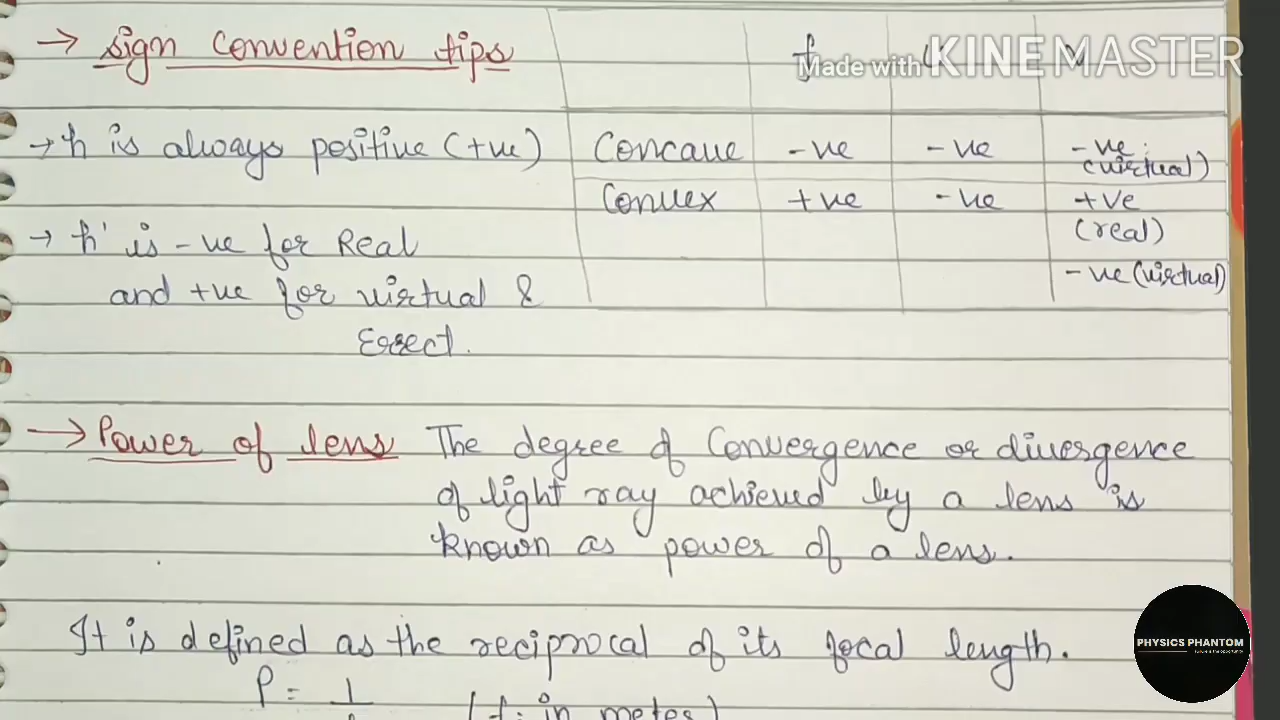 → Sign Convention tips
f u v
Made with KINEMASTER
→ h is always positive (+ve)
Concave -ve -ve -ve (virtual)
Convex +ve -ve +ve
(real)
-ve (virtual)
→ h' is -ve for Real
and +ve for virtual &
Erect.
→ Power of lens The degree of Convergence or divergence
of light ray achieved by a lens is
known as power of a lens.
It is defined as the reciprocal of its focal length.
P = 1
(f: in meters)
PHYSICS PHANTOM